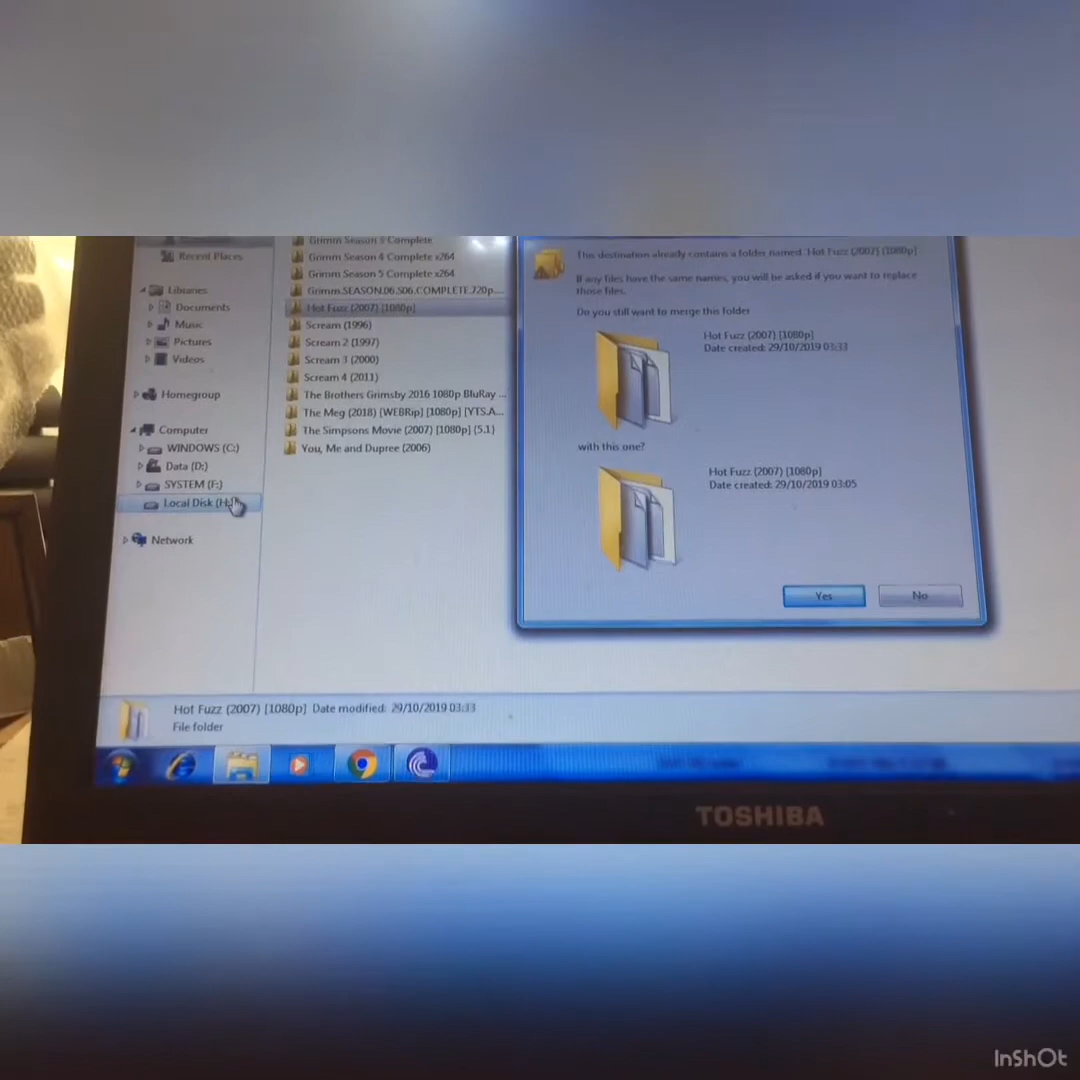 Recent Places
Libraries
Documents
Music
Pictures
Videos
Homegroup
Computer
WINDOWS (C:)
Data (D:)
SYSTEM (F:)
Local Disk (H:)
Network
Grimm Season 3 Complete
Grimm Season 4 Complete x264
Grimm Season 5 Complete x264
Grimm.SEASON.06.S06.COMPLETE.720p....
Hot Fuzz (2007) [1080p]
Scream (1996)
Scream 2 (1997)
Scream 3 (2000)
Scream 4 (2011)
The Brothers Grimsby 2016 1080p BluRay ...
The Meg (2018) [WEBRip] [1080p] [YTS.A...
The Simpsons Movie (2007) [1080p] {5.1}
You, Me and Dupree (2006)
This destination already contains a folder named 'Hot Fuzz (2007) [1080p]
If any files have the same names, you will be asked if you want to replace
those files.
Do you still want to merge this folder
Hot Fuzz (2007) [1080p]
Date created: 29/10/2019 03:33
with this one?
Hot Fuzz (2007) [1080p]
Date created: 29/10/2019 03:05
Yes
No
Hot Fuzz (2007) [1080p] Date modified: 29/10/2019 03:33
File folder
TOSHIBA
InShOt